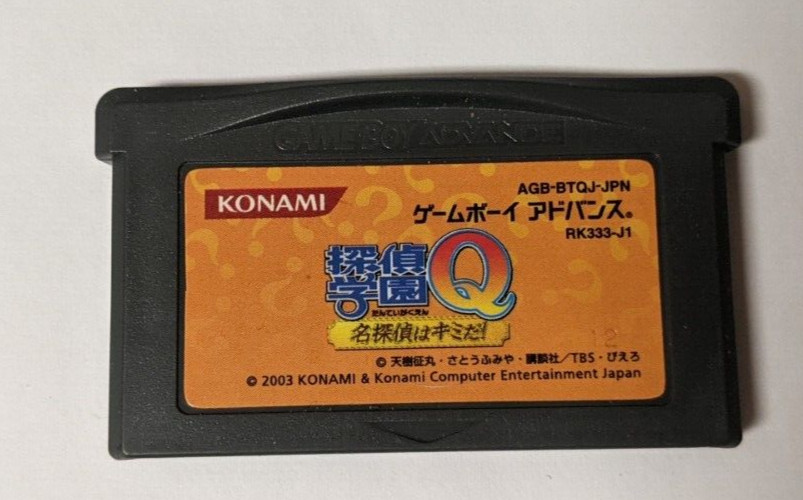 GAME BOY ADVANCE
KONAMI
AGB-BTQJ-JPN
ゲームボーイ アドバンス®
RK333-J1
探偵
学園Q
たんていがくえん
名探偵はキミだ!
© 天樹征丸・さとうふみや・講談社/TBS・ぴえろ
© 2003 KONAMI & Konami Computer Entertainment Japan
12